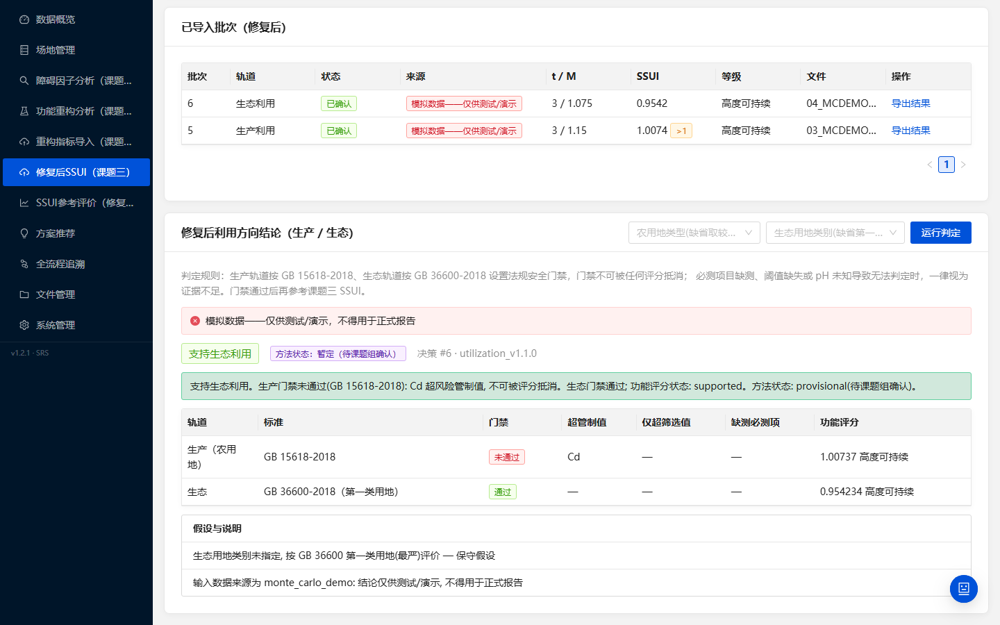 数据概览
场地管理
障碍因子分析（课题...
功能重构分析（课题...
重构指标导入（课题...
修复后SSUI（课题三）
SSUI参考评价（修复...
方案推荐
全流程追溯
文件管理
系统管理
v1.2.1 · SRS
已导入批次（修复后）
批次 轨道 状态 来源 t / M SSUI 等级 文件 操作
6 生态利用 已确认 模拟数据——仅供测试/演示 3 / 1.075 0.9542 高度可持续 04_MCDEMO... 导出结果
5 生产利用 已确认 模拟数据——仅供测试/演示 3 / 1.15 1.0074 >1 高度可持续 03_MCDEMO... 导出结果
< 1 >
修复后利用方向结论（生产 / 生态） 农用地类型(缺省取较... 生态用地类别(缺省第一... 运行判定
判定规则：生产轨道按 GB 15618-2018、生态轨道按 GB 36600-2018 设置法规安全门禁，门禁不可被任何评分抵消； 必测项目缺测、阈值缺失或 pH 未知导致无法判定时，一律视为
证据不足。门禁通过后再参考课题三 SSUI。
模拟数据——仅供测试/演示，不得用于正式报告
支持生态利用 方法状态：暂定（待课题组确认） 决策 #6 · utilization_v1.1.0
支持生态利用。生产门禁未通过(GB 15618-2018): Cd 超风险管制值, 不可被评分抵消。生态门禁通过; 功能评分状态: supported。方法状态: provisional(待课题组确认)。
轨道 标准 门禁 超管制值 仅超筛选值 缺测必测项 功能评分
生产（农用
地） GB 15618-2018 未通过 Cd — — 1.00737 高度可持续
生态 GB 36600-2018（第一类用地） 通过 — — — 0.954234 高度可持续
假设与说明
生态用地类别未指定, 按 GB 36600 第一类用地(最严)评价 — 保守假设
输入数据来源为 monte_carlo_demo: 结论仅供测试/演示, 不得用于正式报告